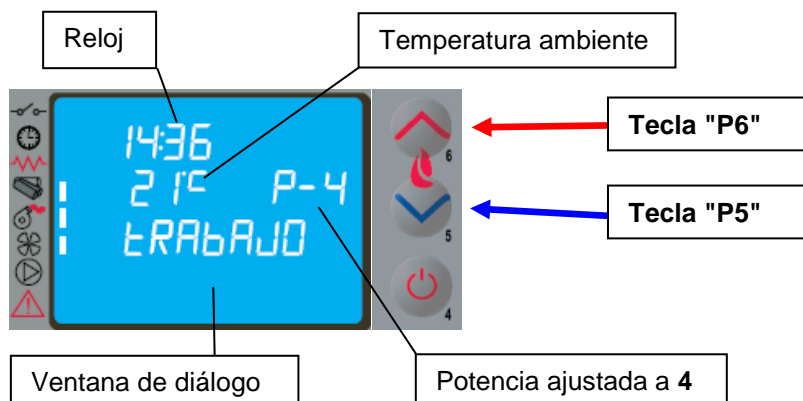 Reloj
Temperatura ambiente
14:36
21°C P-4
tRAbAJO
6
5
4
Tecla "P6"
Tecla "P5"
Ventana de diálogo
Potencia ajustada a 4